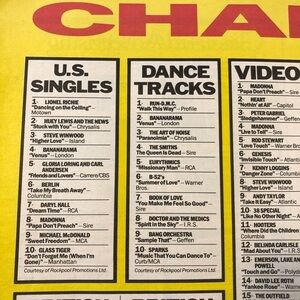 CHA
U.S.
SINGLES
1- LIONEL RICHIE
"Dancing on the Ceiling"
Motown
2- HUEY LEWIS AND THE NEWS
"Stuck with You" – Chrysalis
3- STEVE WINWOOD
"Higher Love" – Island
4- BANANARAMA
"Venus" – London
5- GLORIA LORING AND CARL
ANDERSEN
"Friends and Lovers" – Carrere/CBS
6- BERLIN
"Take My Breath Away"
Columbia
7- DARYL HALL
"Dream Time" – RCA
8- MADONNA
"Papa Don't Preach" – Sire
9- MICHAEL McDONALD
"Sweet Freedom" – MCA
10- GLASS TIGER
"Don't Forget Me (When I'm
Gone)" – Manhattan
Courtesy of Rockpool Promotions Ltd.
DANCE
TRACKS
1- RUN-D.M.C.
"Walk This Way" – Profile
2- BANANARAMA
"Venus" – London
3- THE ART OF NOISE
"Paranoimia" – Chrysalis
4- THE SMITHS
The Queen is Dead – Sire
5- EURYTHMICS
"Missionary Man" – RCA
6- B-52's
"Summer of Love" – Warner
Bros.
7- BOOK OF LOVE
"You Make Me Feel So Good"
Sire
8- DOCTOR AND THE MEDICS
"Spirit in the Sky" – I.R.S.
9- BANG ORCHESTRA
"Sample That" – Geffen
10- SPARKS
"Music That You Can Dance To"
Curb/MCA
Courtesy of Rockpool Promotions Ltd.
VIDEO
1- MADONNA
"Papa Don't Preach" – Sire
2- HEART
"Nothin' at All" – Capitol
3- PETER GABRIEL
"Sledgehammer" – Geffen
4- MADONNA
"Live to Tell" – Sire
5- ROD STEWART
"Love Touch" – Warner Bros.
6- GENESIS
"Invisible Touch" – Atlantic
7- KENNY LOGGINS
"Danger Zone" – Columbia
8- STEVE WINWOOD
"Higher Love" – Island
9- ANDY TAYLOR
"Take It Easy" – Atlantic
10- 38 SPECIAL
"Like No Other Night"
11- HOOTERS
"Where Did the Children
Columbia
12- BELINDA CARLISLE
"Mad About You" – I.R.S.
13- EMERSON, LAKE AND
POWELL
"Touch and Go" – Polydor
14- DAVID LEE ROTH
"Yankee Rose" – Warner